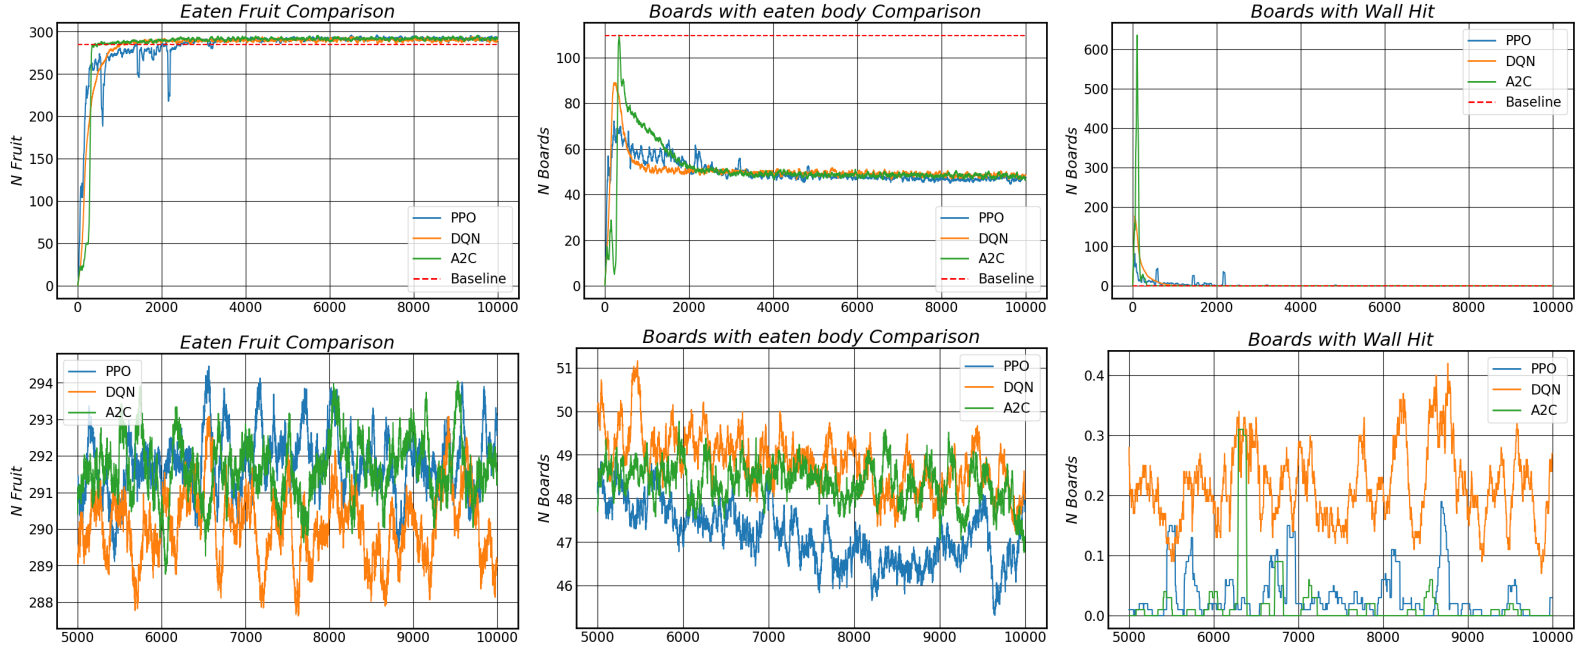 Eaten Fruit Comparison
N Fruit
300
250
200
150
100
50
0
0 2000 4000 6000 8000 10000
PPO
DQN
A2C
Baseline
Boards with eaten body Comparison
N Boards
100
80
60
40
20
0
0 2000 4000 6000 8000 10000
PPO
DQN
A2C
Baseline
Boards with Wall Hit
N Boards
600
500
400
300
200
100
0
0 2000 4000 6000 8000 10000
PPO
DQN
A2C
Baseline
Eaten Fruit Comparison
N Fruit
294
293
292
291
290
289
288
5000 6000 7000 8000 9000 10000
PPO
DQN
A2C
Boards with eaten body Comparison
N Boards
51
50
49
48
47
46
5000 6000 7000 8000 9000 10000
PPO
DQN
A2C
Boards with Wall Hit
N Boards
0.4
0.3
0.2
0.1
0.0
5000 6000 7000 8000 9000 10000
PPO
DQN
A2C